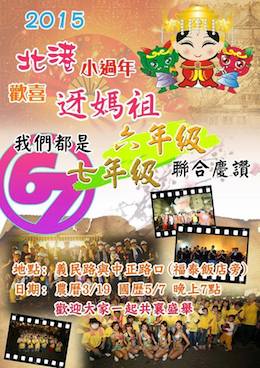 2015
北港小過年
歡喜迓媽祖
我們都是六年級
七年級 聯合慶讚
67
地點: 義民路與中正路口(福泰飯店旁)
日期: 農曆3/19 國歷5/7 晚上7點
歡迎大家一起共襄盛舉